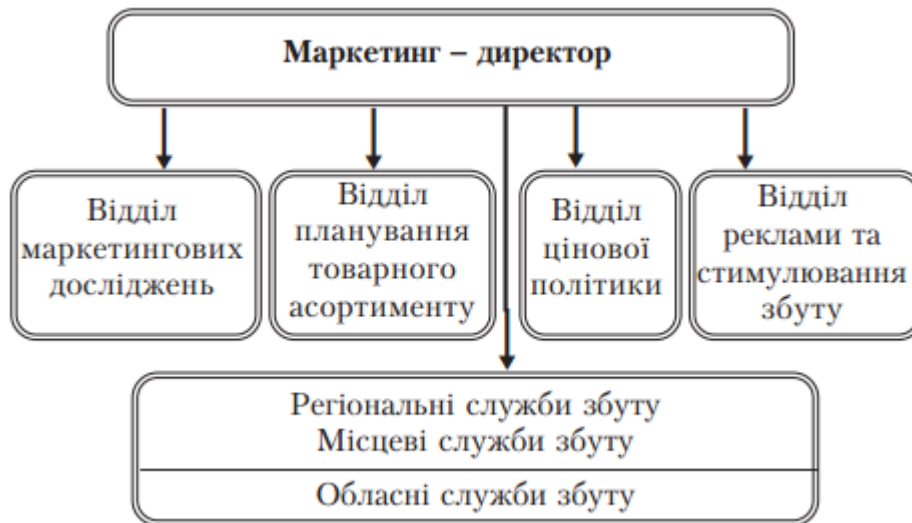 Маркетинг – директор
Відділ
маркетингових
досліджень
Відділ
планування
товарного
асортименту
Відділ
цінової
політики
Відділ
реклами та
стимулювання
збуту
Регіональні служби збуту
Місцеві служби збуту
Обласні служби збуту